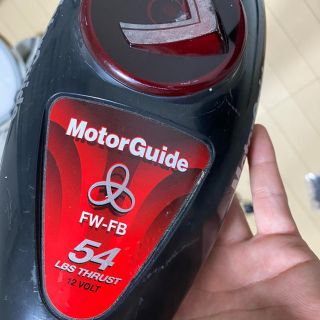 MotorGuide
FW-FB
54
LBS THRUST
12 VOLT